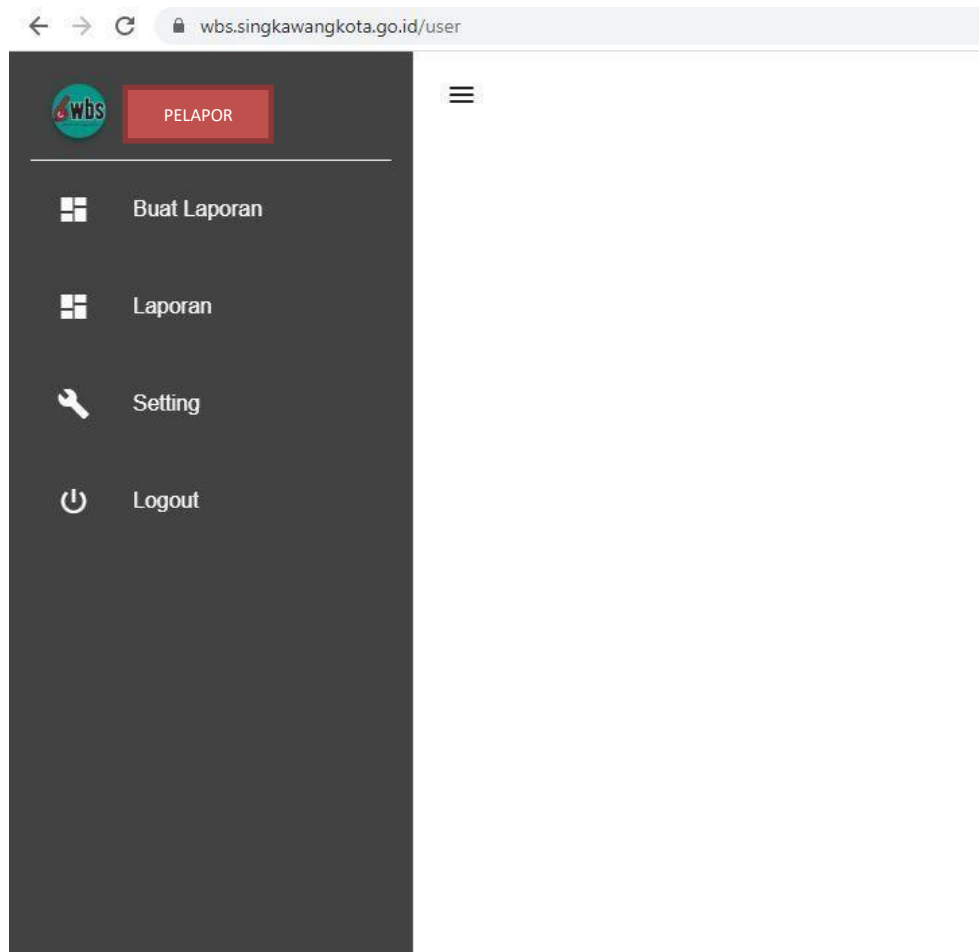 wbs.singkawangkota.go.id/user
wbs
PELAPOR
Buat Laporan
Laporan
Setting
Logout